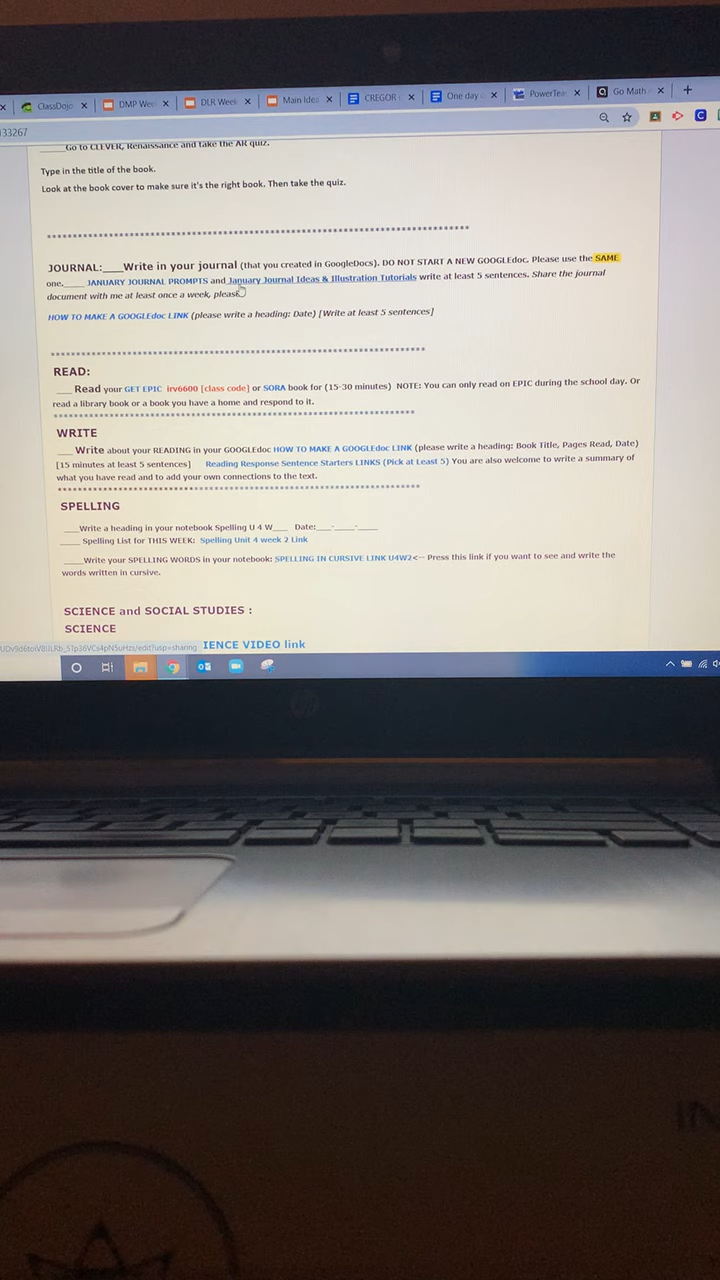 ClassDojo X DMP Wee X DLR Week X Main Idea X CREGOR X One day X PowerTea X Go Math X +
33267
____Go to CLEVER, Renaissance and take the AR quiz.
Type in the title of the book.
Look at the book cover to make sure it's the right book. Then take the quiz.
JOURNAL:___Write in your journal (that you created in GoogleDocs). DO NOT START A NEW GOOGLEdoc. Please use the SAME
one.____ JANUARY JOURNAL PROMPTS and January Journal Ideas & Illustration Tutorials write at least 5 sentences. Share the journal
document with me at least once a week, please
HOW TO MAKE A GOOGLEdoc LINK (please write a heading: Date) [Write at least 5 sentences]
READ:
___ Read your GET EPIC irv6600 [class code] or SORA book for (15-30 minutes) NOTE: You can only read on EPIC during the school day. Or
read a library book or a book you have a home and respond to it.
WRITE
___ Write about your READING in your GOOGLEdoc HOW TO MAKE A GOOGLEdoc LINK (please write a heading: Book Title, Pages Read, Date)
[15 minutes at least 5 sentences] Reading Response Sentence Starters LINKS (Pick at Least 5) You are also welcome to write a summary of
what you have read and to add your own connections to the text.
SPELLING
___Write a heading in your notebook Spelling U 4 W___ Date:___-___-____
____ Spelling List for THIS WEEK: Spelling Unit 4 week 2 Link
____Write your SPELLING WORDS in your notebook: SPELLING IN CURSIVE LINK U4W2<-- Press this link if you want to see and write the
words written in cursive.
SCIENCE and SOCIAL STUDIES :
SCIENCE
IENCE VIDEO link
hp
IN